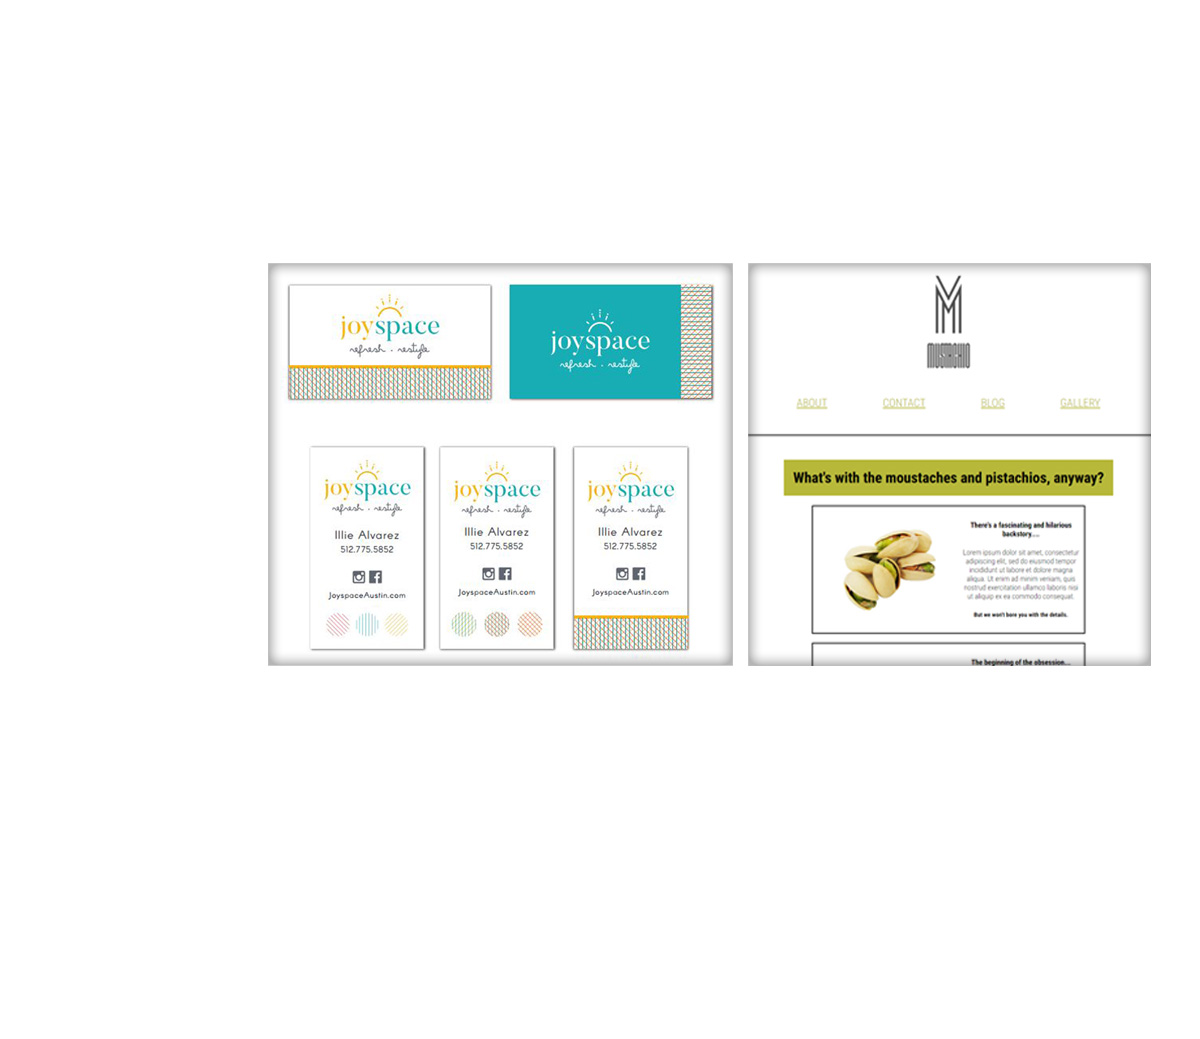 joyspace
refresh . restyle
joyspace
refresh . restyle
joyspace
refresh . restyle
Illie Alvarez
512.775.5852
JoyspaceAustin.com
joyspace
refresh . restyle
Illie Alvarez
512.775.5852
JoyspaceAustin.com
joyspace
refresh . restyle
Illie Alvarez
512.775.5852
JoyspaceAustin.com
M
MUSTACHIO
ABOUT CONTACT BLOG GALLERY
What's with the moustaches and pistachios, anyway?
There's a fascinating and hilarious
backstory....
Lorem ipsum dolor sit amet, consectetur
adipiscing elit, sed do eiusmod tempor
incididunt ut labore et dolore magna
aliqua. Ut enim ad minim veniam, quis
nostrud exercitation ullamco laboris nisi
ut aliquip ex ea commodo consequat.
But we won't bore you with the details.
The beginning of the obsession...